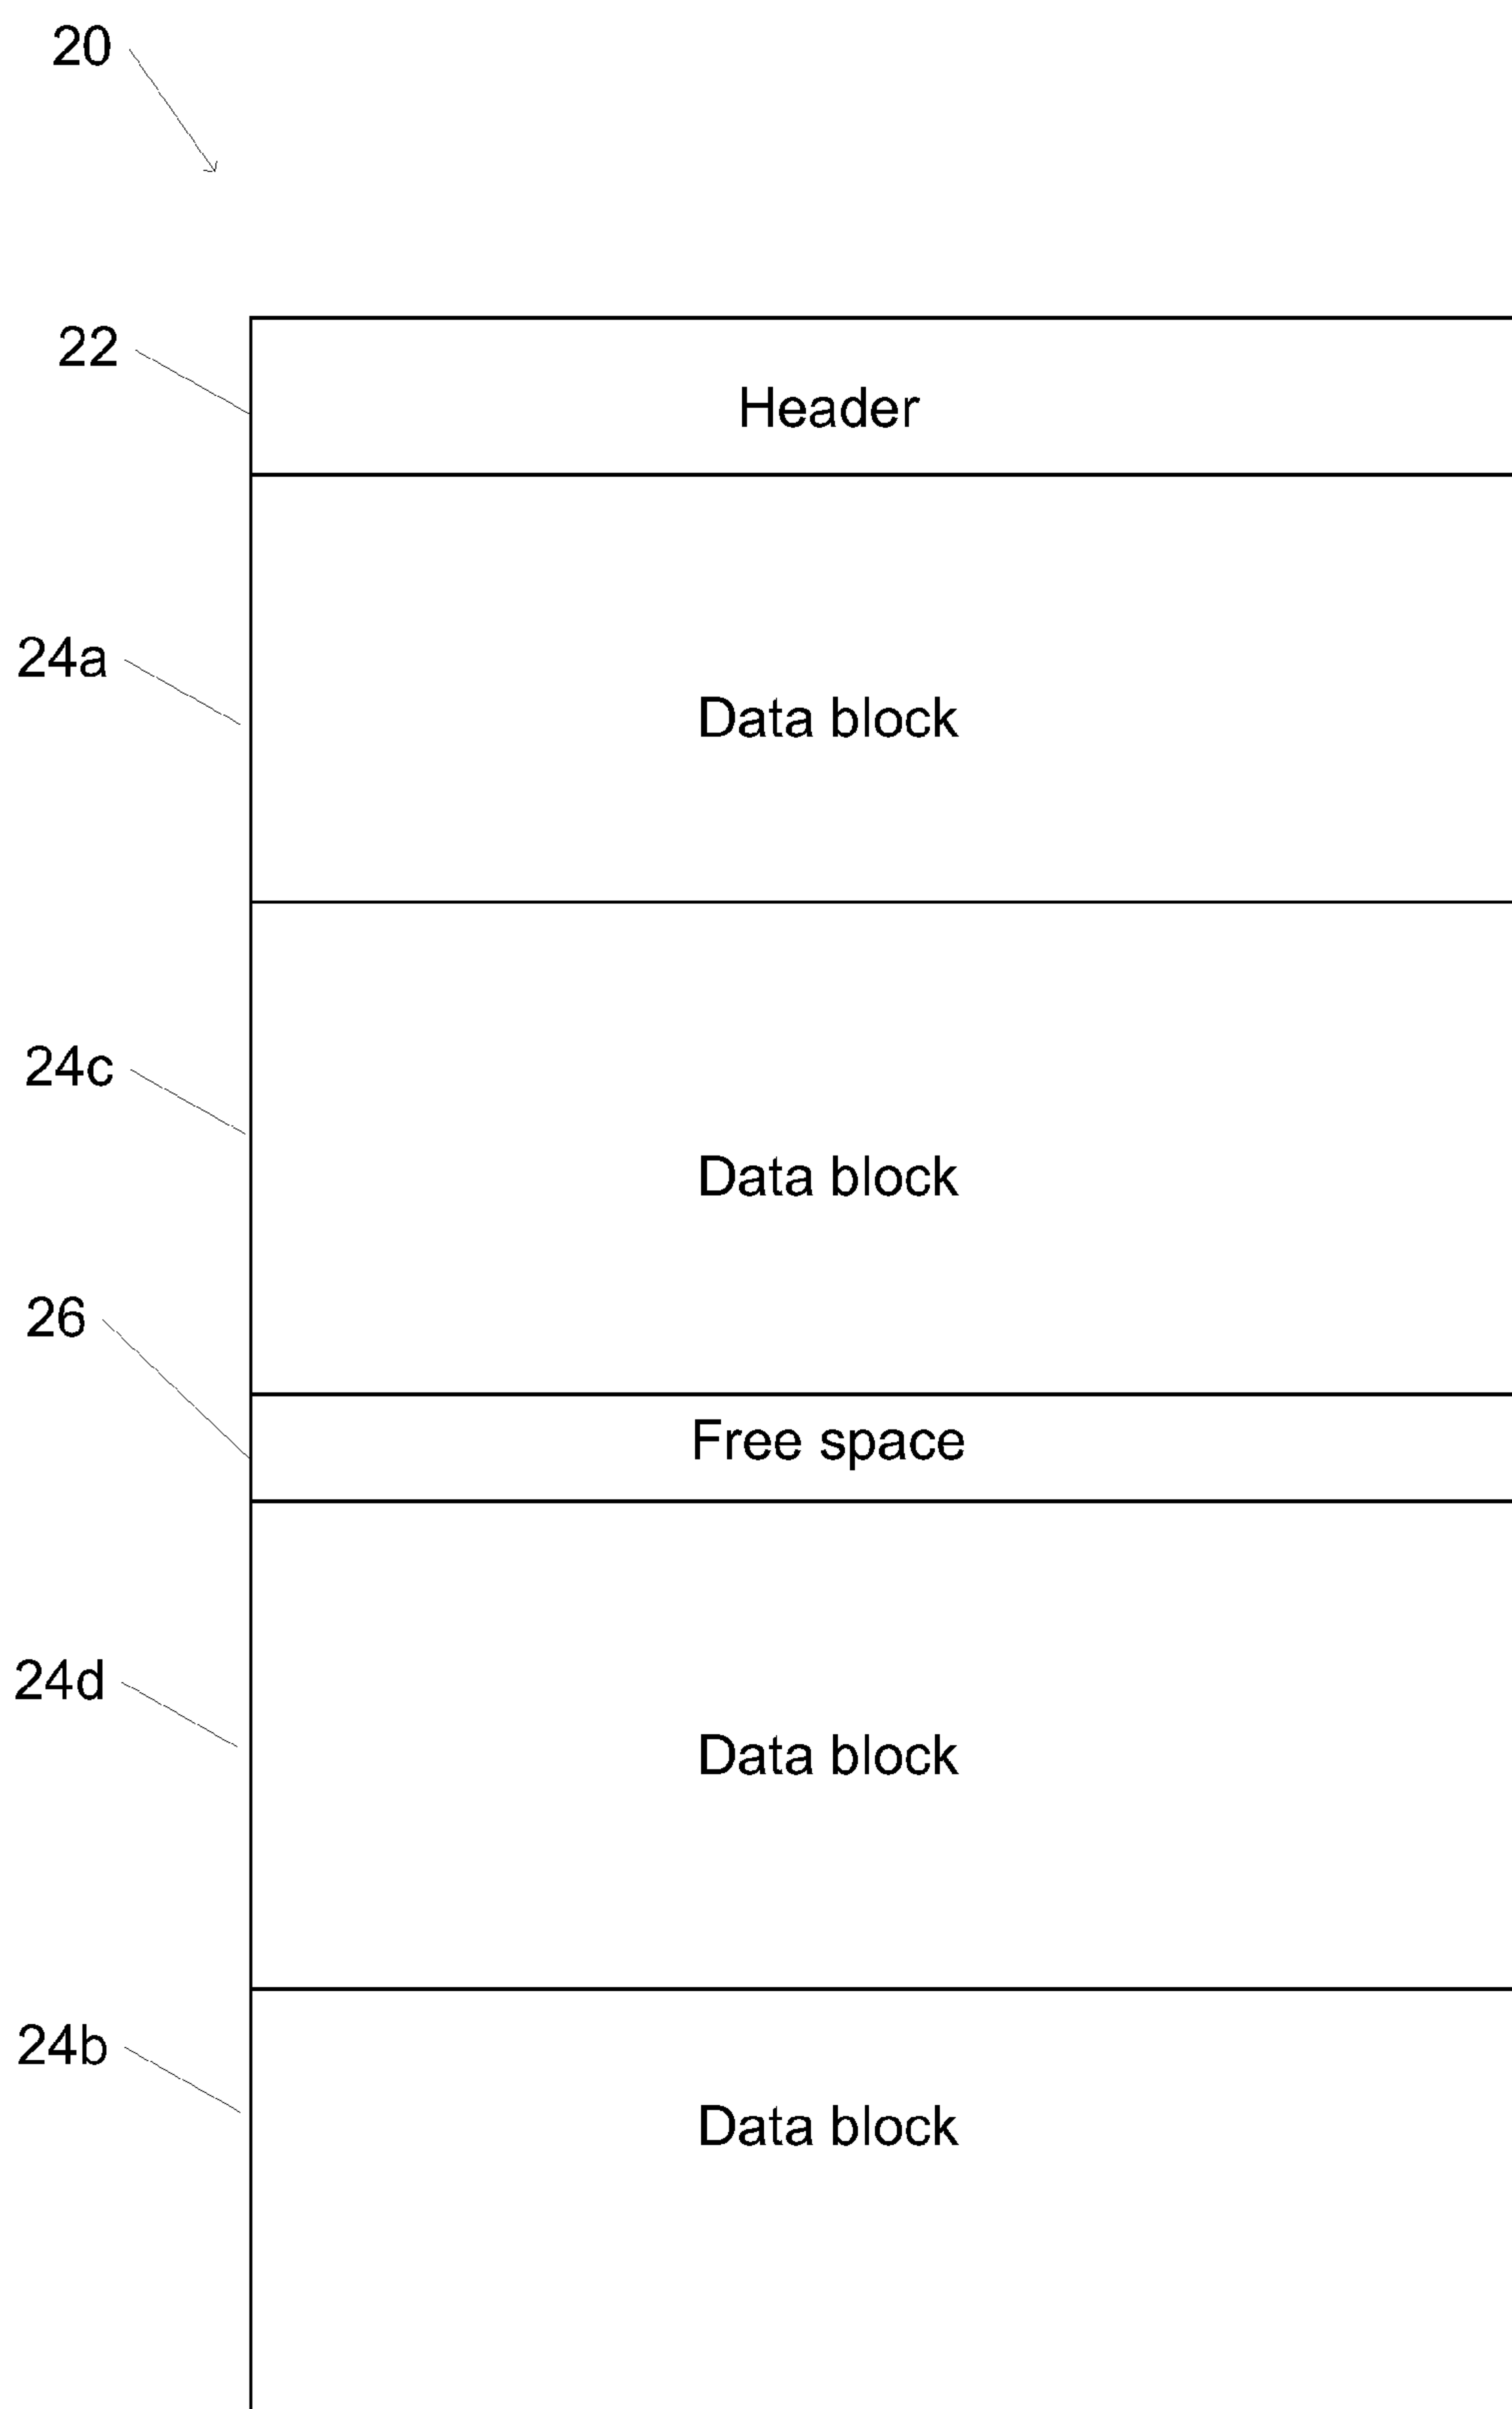 20
22
Header
24a
Data block
24c
Data block
26
Free space
24d
Data block
24b
Data block